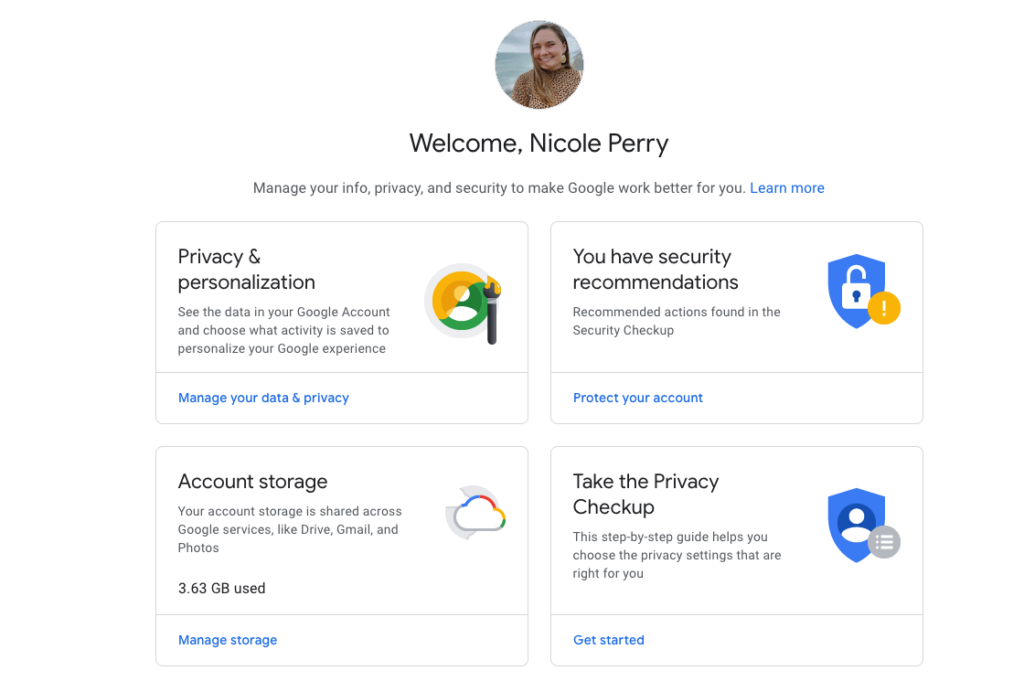 Welcome, Nicole Perry
Manage your info, privacy, and security to make Google work better for you. Learn more
Privacy &
personalization
See the data in your Google Account
and choose what activity is saved to
personalize your Google experience
Manage your data & privacy
You have security
recommendations
Recommended actions found in the
Security Checkup
Protect your account
Account storage
Your account storage is shared across
Google services, like Drive, Gmail, and
Photos
3.63 GB used
Manage storage
Take the Privacy
Checkup
This step-by-step guide helps you
choose the privacy settings that are
right for you
Get started